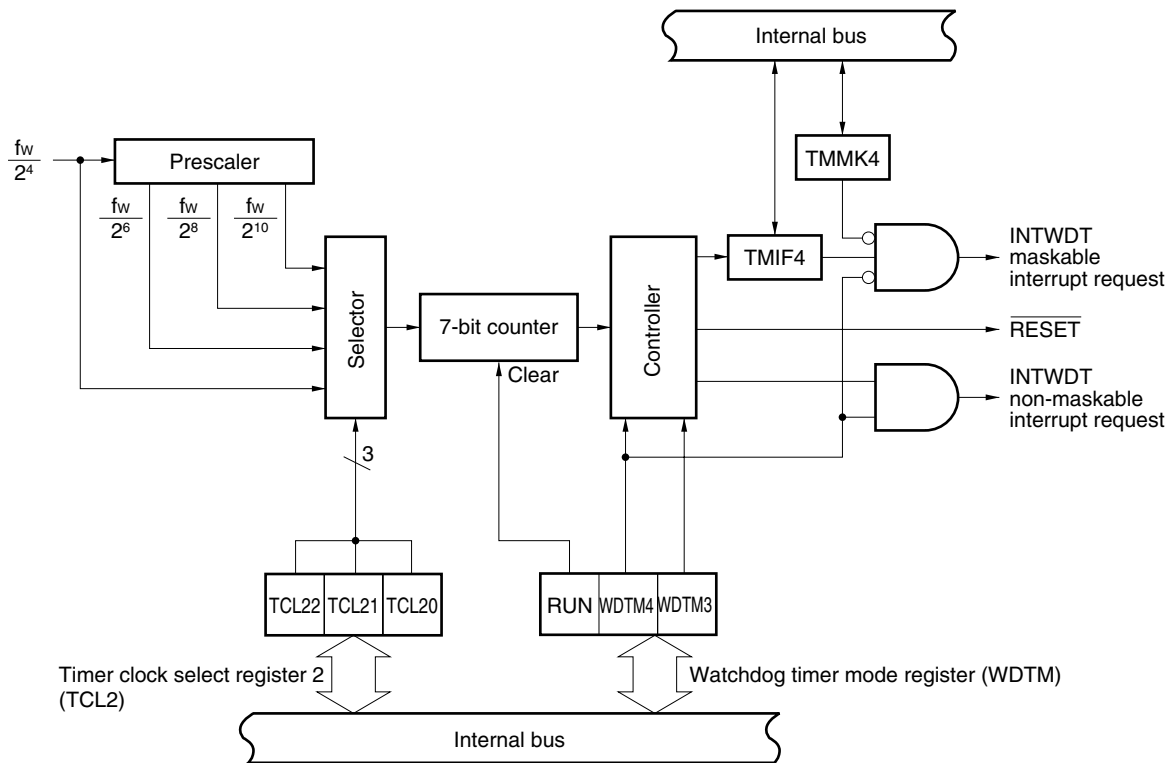 Internal bus
fw
2⁴
Prescaler
TMMK4
fw
2⁶
fw
2⁸
fw
2¹⁰
INTWDT
maskable
interrupt request
TMIF4
Selector
7-bit counter
Controller
RESET
Clear
INTWDT
non-maskable
interrupt request
3
TCL22 TCL21 TCL20
RUN WDTM4 WDTM3
Timer clock select register 2
(TCL2)
Watchdog timer mode register (WDTM)
Internal bus